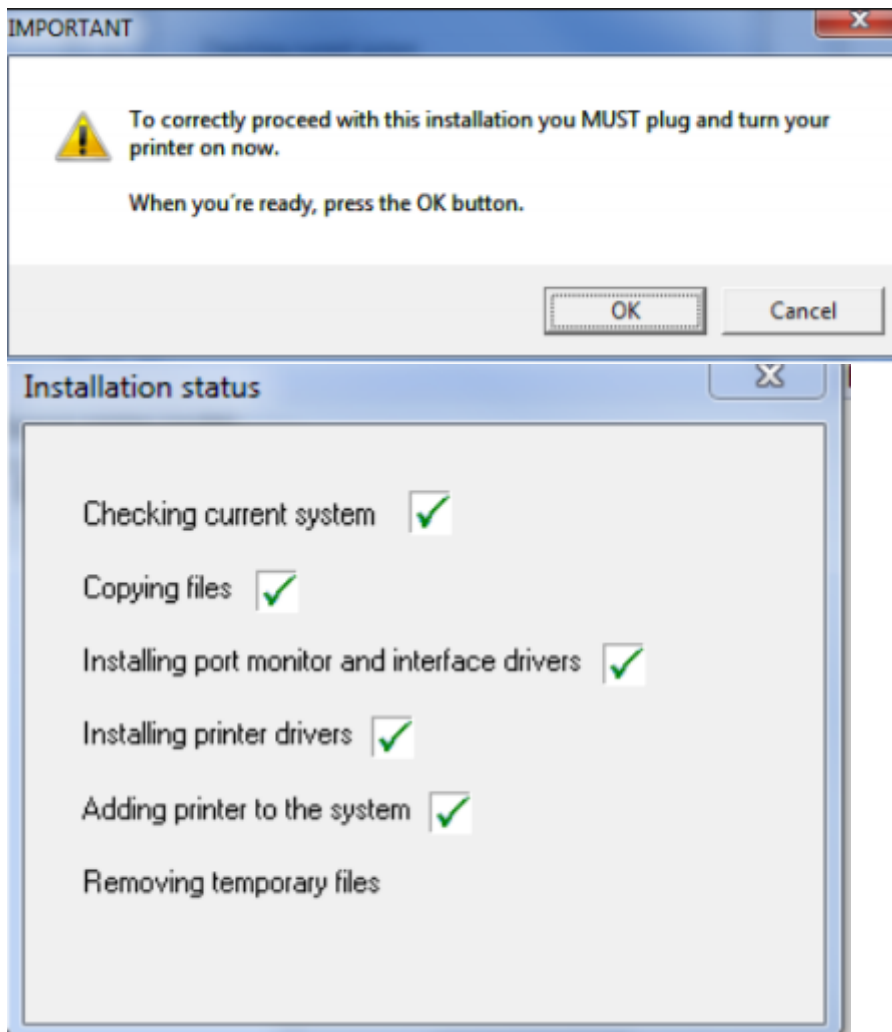 IMPORTANT
To correctly proceed with this installation you MUST plug and turn your
printer on now.
When you´re ready, press the OK button.
OK
Cancel
Installation status
Checking current system
Copying files
Installing port monitor and interface drivers
Installing printer drivers
Adding printer to the system
Removing temporary files